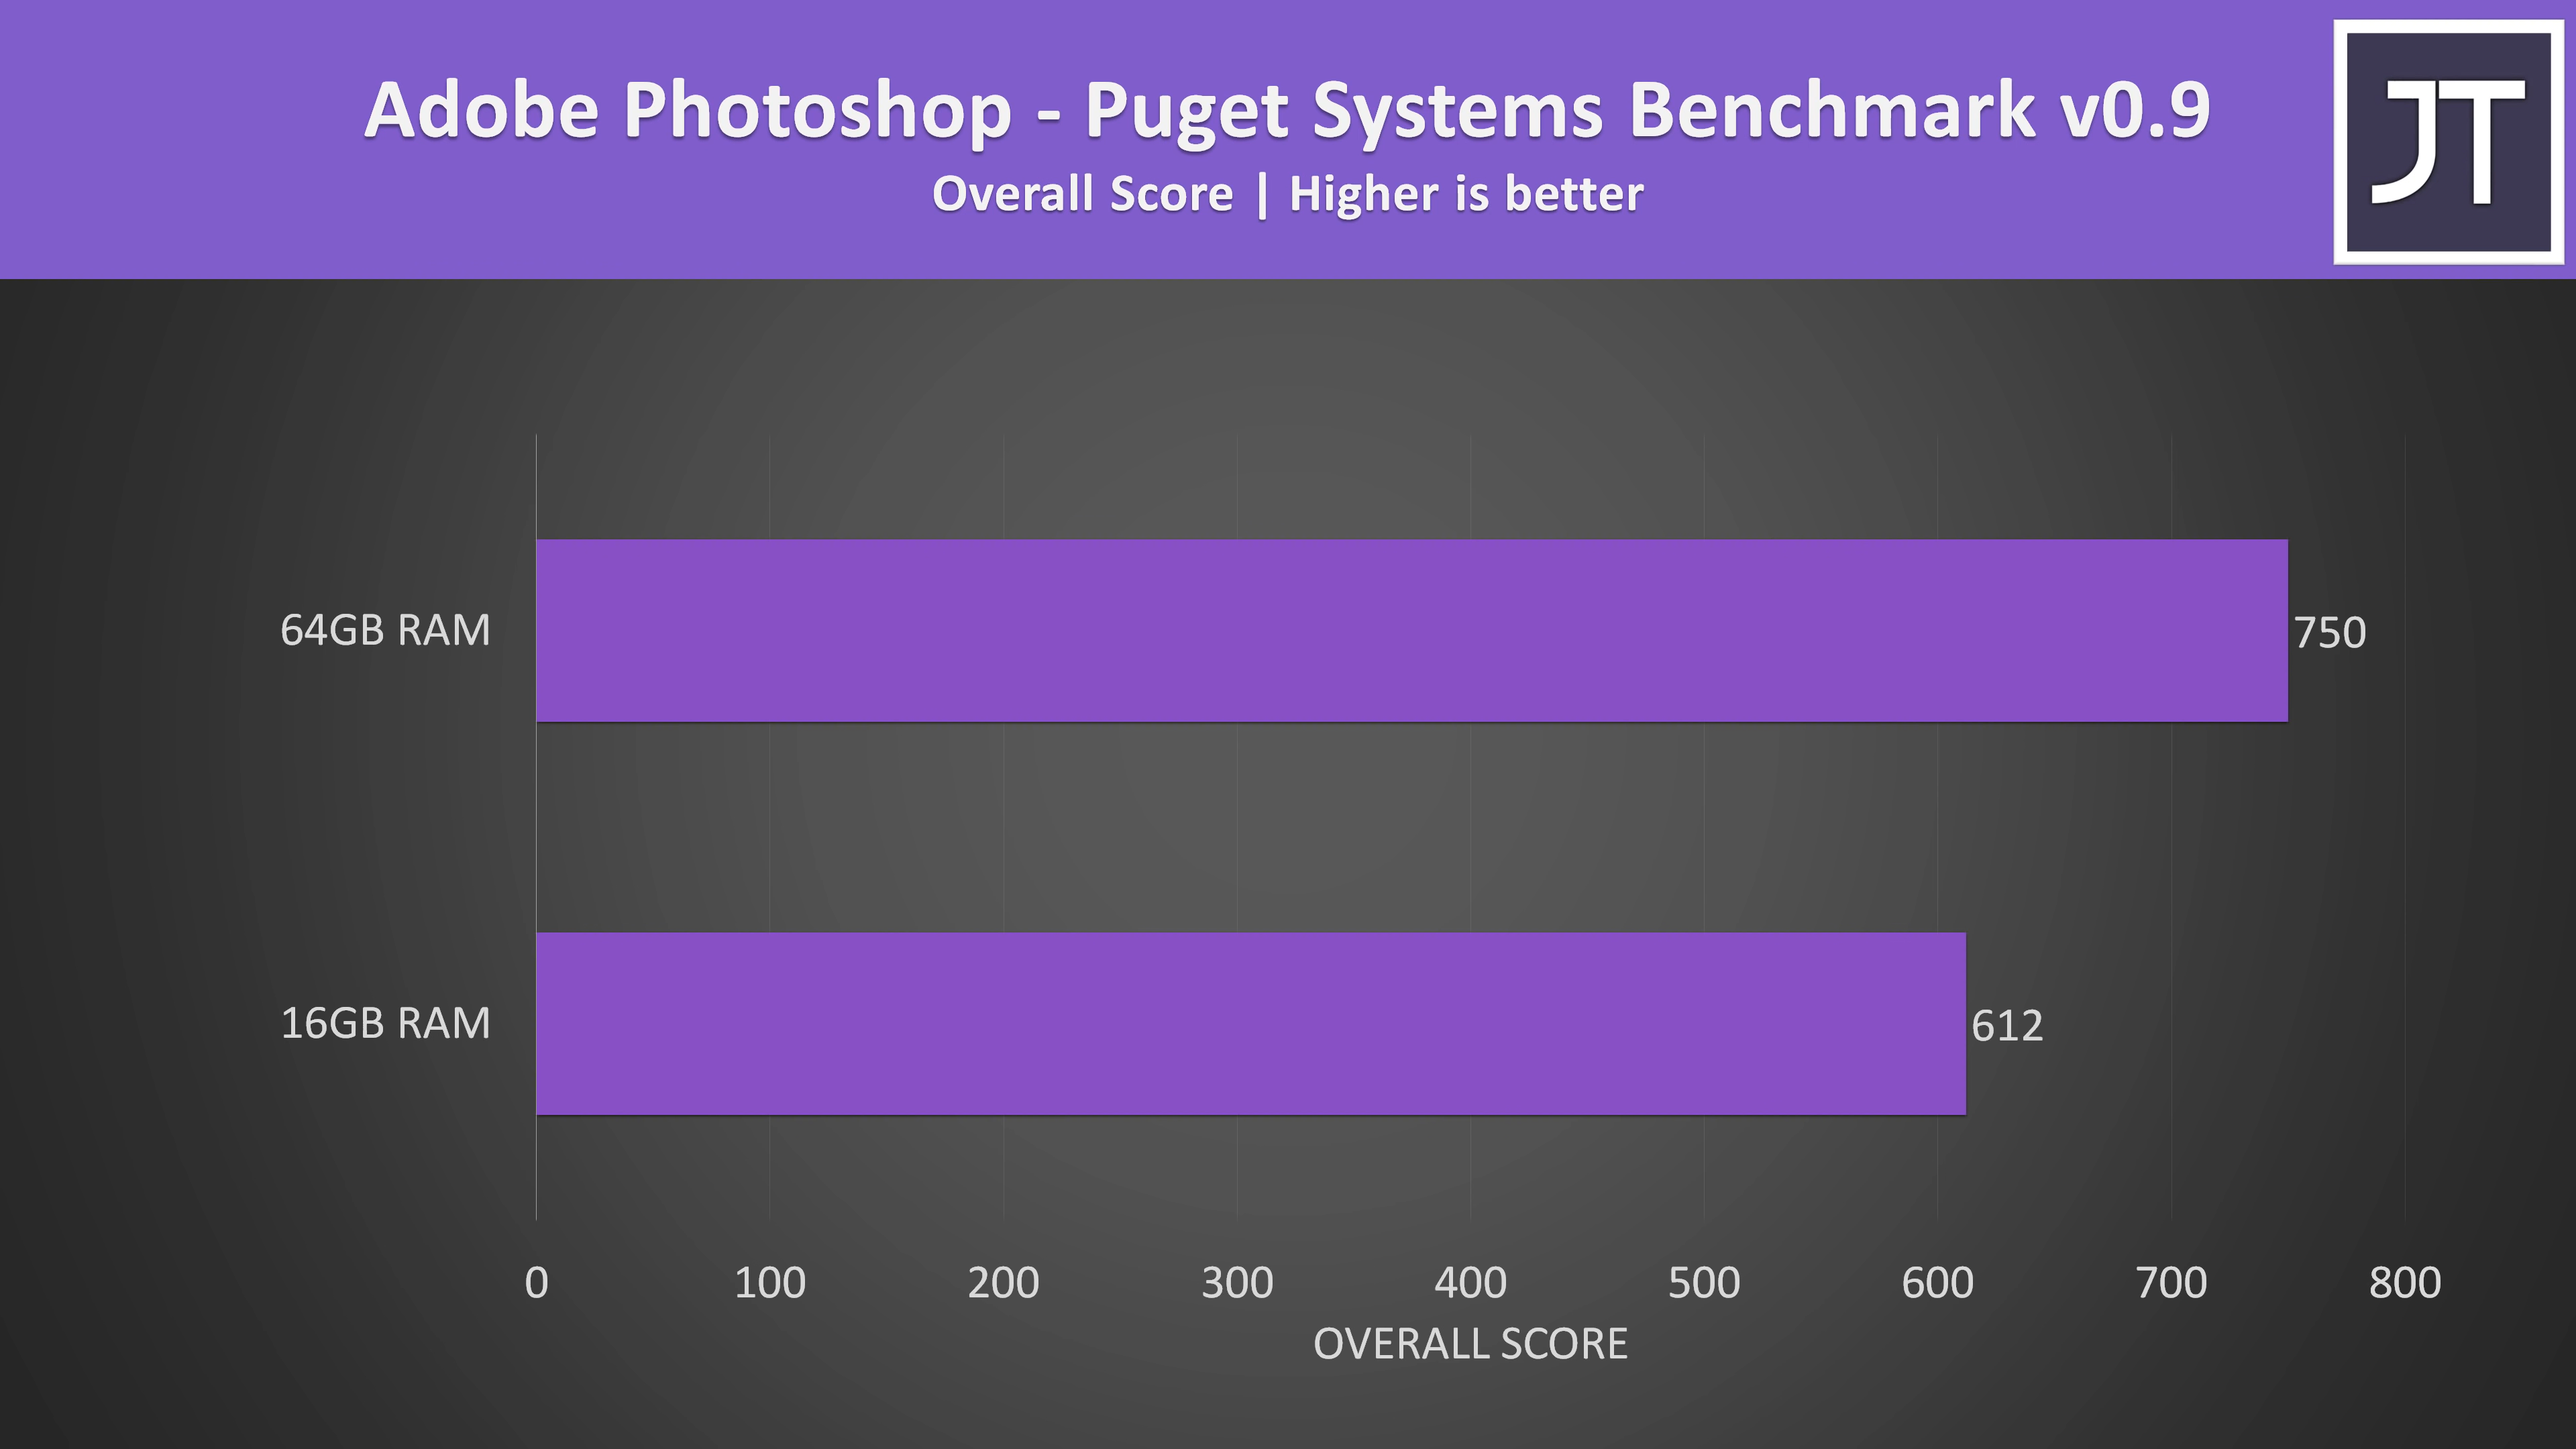 Adobe Photoshop - Puget Systems Benchmark v0.9
Overall Score | Higher is better
JT
64GB RAM
750
16GB RAM
612
0 100 200 300 400 500 600 700 800
OVERALL SCORE